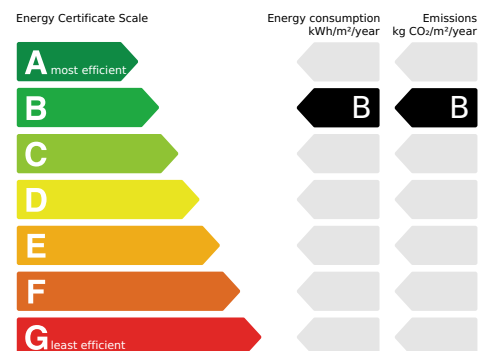 Energy Certificate Scale
Energy consumption
kWh/m²/year
Emissions
kg CO₂/m²/year
A most efficient
B
B
B
C
D
E
F
G least efficient